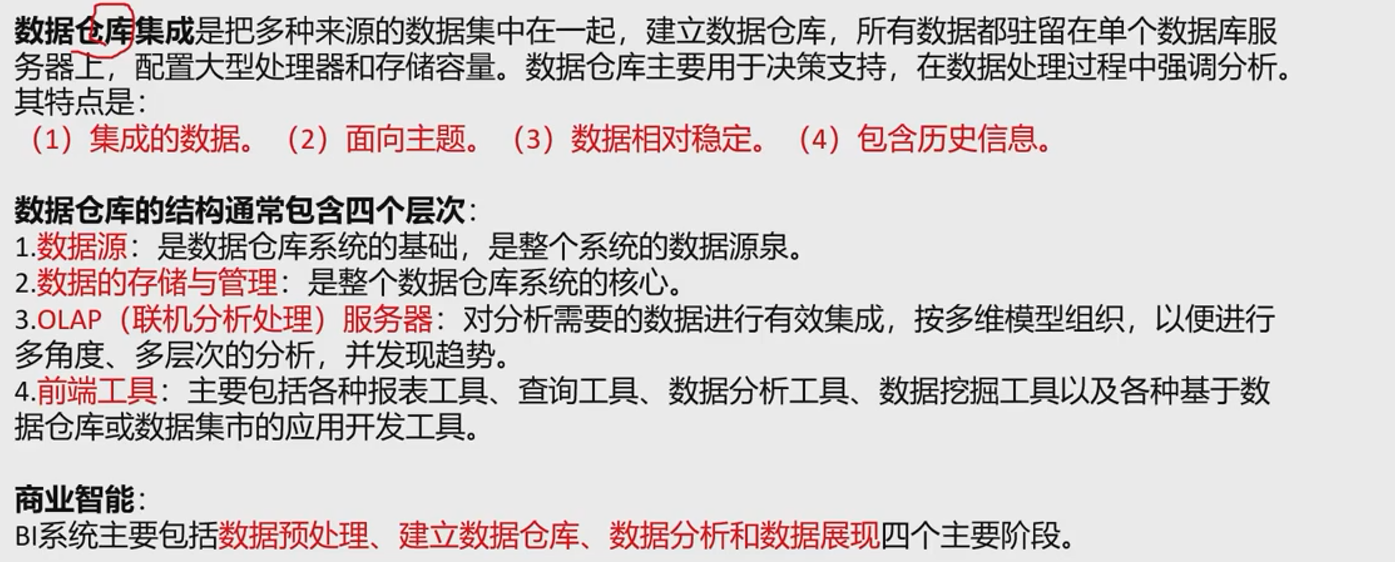 数据仓库集成是把多种来源的数据集中在一起，建立数据仓库，所有数据都驻留在单个数据库服
务器上，配置大型处理器和存储容量。数据仓库主要用于决策支持，在数据处理过程中强调分析。
其特点是：
（1）集成的数据。（2）面向主题。（3）数据相对稳定。（4）包含历史信息。
数据仓库的结构通常包含四个层次：
1.数据源：是数据仓库系统的基础，是整个系统的数据源泉。
2.数据的存储与管理：是整个数据仓库系统的核心。
3.OLAP（联机分析处理）服务器：对分析需要的数据进行有效集成，按多维模型组织，以便进行
多角度、多层次的分析，并发现趋势。
4.前端工具：主要包括各种报表工具、查询工具、数据分析工具、数据挖掘工具以及各种基于数
据仓库或数据集市的应用开发工具。
商业智能：
BI系统主要包括数据预处理、建立数据仓库、数据分析和数据展现四个主要阶段。